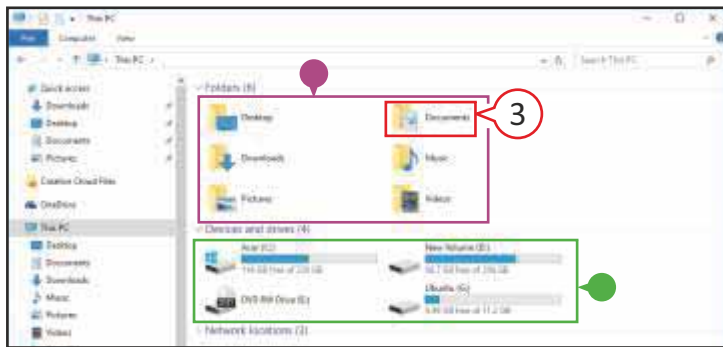 This PC
File Computer View
This PC
Search This PC
Quick access
Downloads
Desktop
Documents
Pictures
Creative Cloud Files
OneDrive
This PC
Desktop
Documents
Downloads
Music
Pictures
Videos
Folders (6)
Desktop
Documents
3
Downloads
Music
Pictures
Videos
Devices and drives (4)
Acer (C:)
New Volume (D:)
DVD RW Drive (E:)
Ubuntu (G:)
Network locations (2)